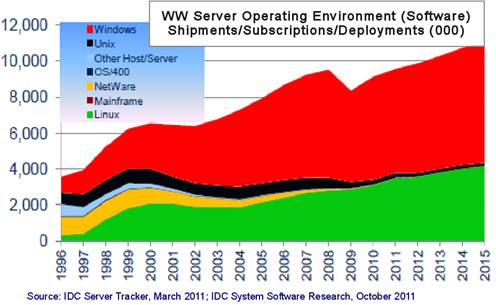 WW Server Operating Environment (Software)
Shipments/Subscriptions/Deployments (000)
12,000
10,000
8,000
6,000
4,000
2,000
0
Windows
Unix
Other Host/Server
OS/400
NetWare
Mainframe
Linux
1996
1997
1998
1999
2000
2001
2002
2003
2004
2005
2006
2007
2008
2009
2010
2011
2012
2013
2014
2015
Source: IDC Server Tracker, March 2011; IDC System Software Research, October 2011